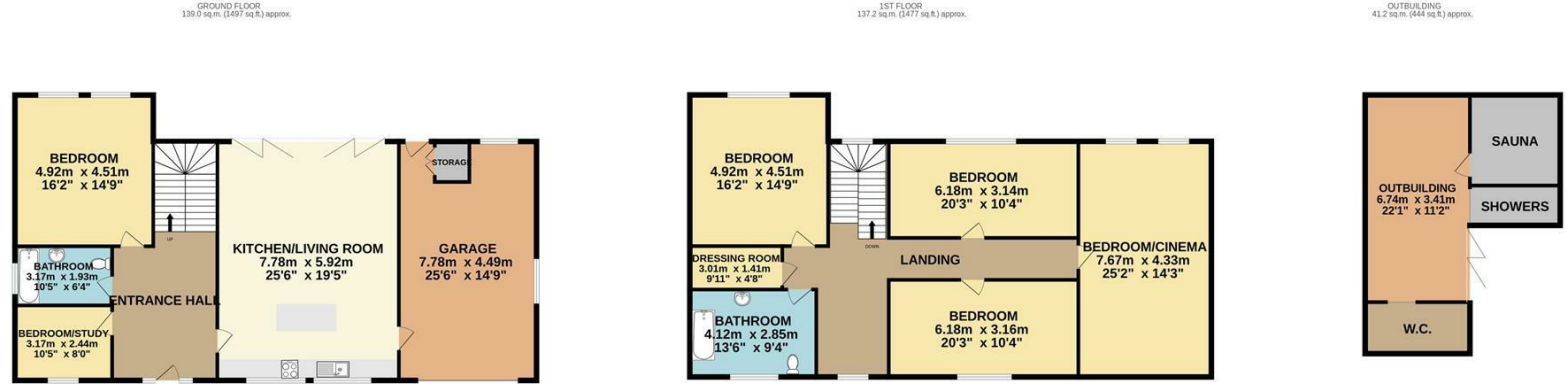 GROUND FLOOR
139.0 sq.m. (1497 sq.ft.) approx.
BEDROOM
4.92m x 4.51m
16'2" x 14'9"
UP
BATHROOM
3.17m x 1.93m
10'5" x 6'4"
ENTRANCE HALL
BEDROOM/STUDY
3.17m x 2.44m
10'5" x 8'0"
KITCHEN/LIVING ROOM
7.78m x 5.92m
25'6" x 19'5"
STORAGE
GARAGE
7.78m x 4.49m
25'6" x 14'9"
1ST FLOOR
137.2 sq.m. (1477 sq.ft.) approx.
BEDROOM
4.92m x 4.51m
16'2" x 14'9"
DOWN
DRESSING ROOM
3.01m x 1.41m
9'11" x 4'8"
BATHROOM
4.12m x 2.85m
13'6" x 9'4"
BEDROOM
6.18m x 3.14m
20'3" x 10'4"
LANDING
BEDROOM
6.18m x 3.16m
20'3" x 10'4"
BEDROOM/CINEMA
7.67m x 4.33m
25'2" x 14'3"
OUTBUILDING
41.2 sq.m. (444 sq.ft.) approx.
SAUNA
OUTBUILDING
6.74m x 3.41m
22'1" x 11'2"
SHOWERS
W.C.